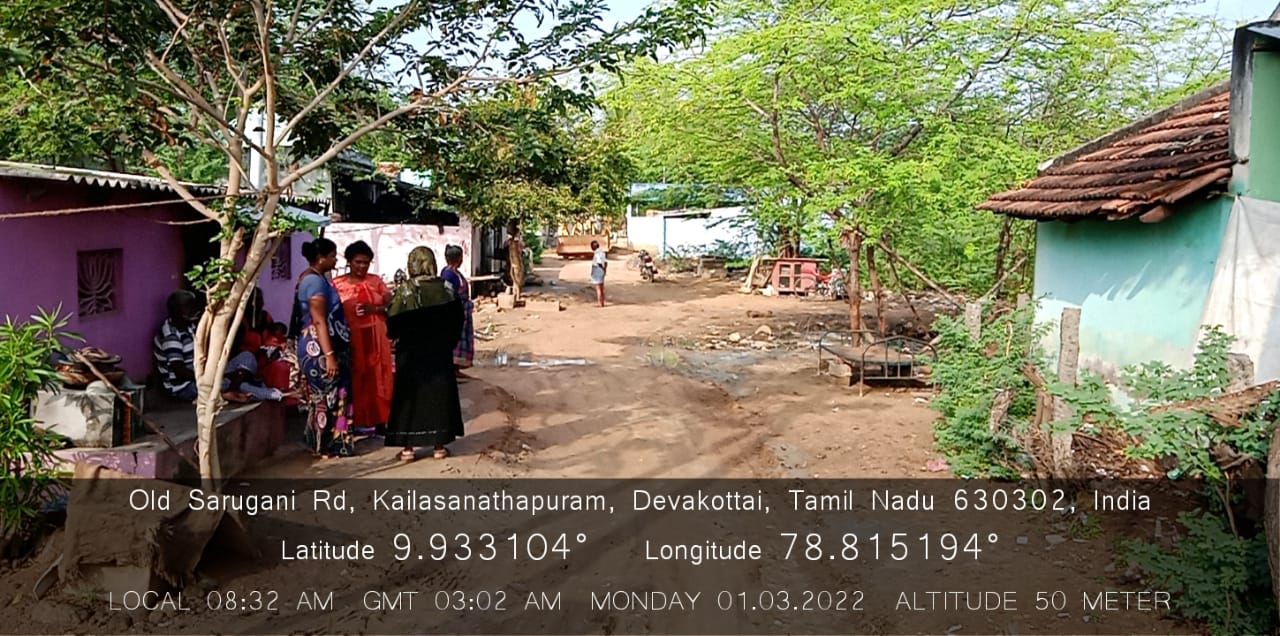 Old Sarugani Rd, Kailasanathapuram, Devakottai, Tamil Nadu 630302, India
Latitude 9.933104° Longitude 78.815194°
LOCAL 08:32 AM GMT 03:02 AM MONDAY 01.03.2022 ALTITUDE 50 METER